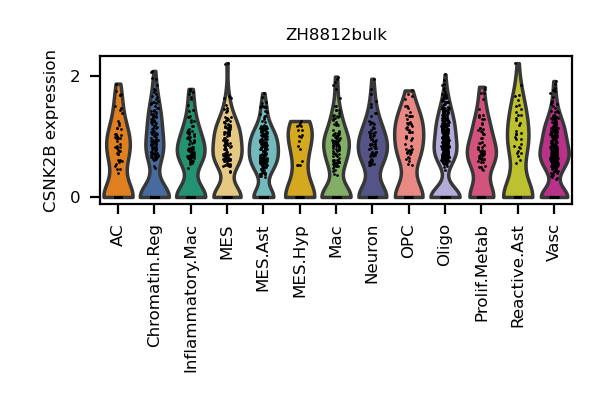 ZH8812bulk
CSNK2B expression
2
0
AC
Chromatin.Reg
Inflammatory.Mac
MES
MES.Ast
MES.Hyp
Mac
Neuron
OPC
Oligo
Prolif.Metab
Reactive.Ast
Vasc